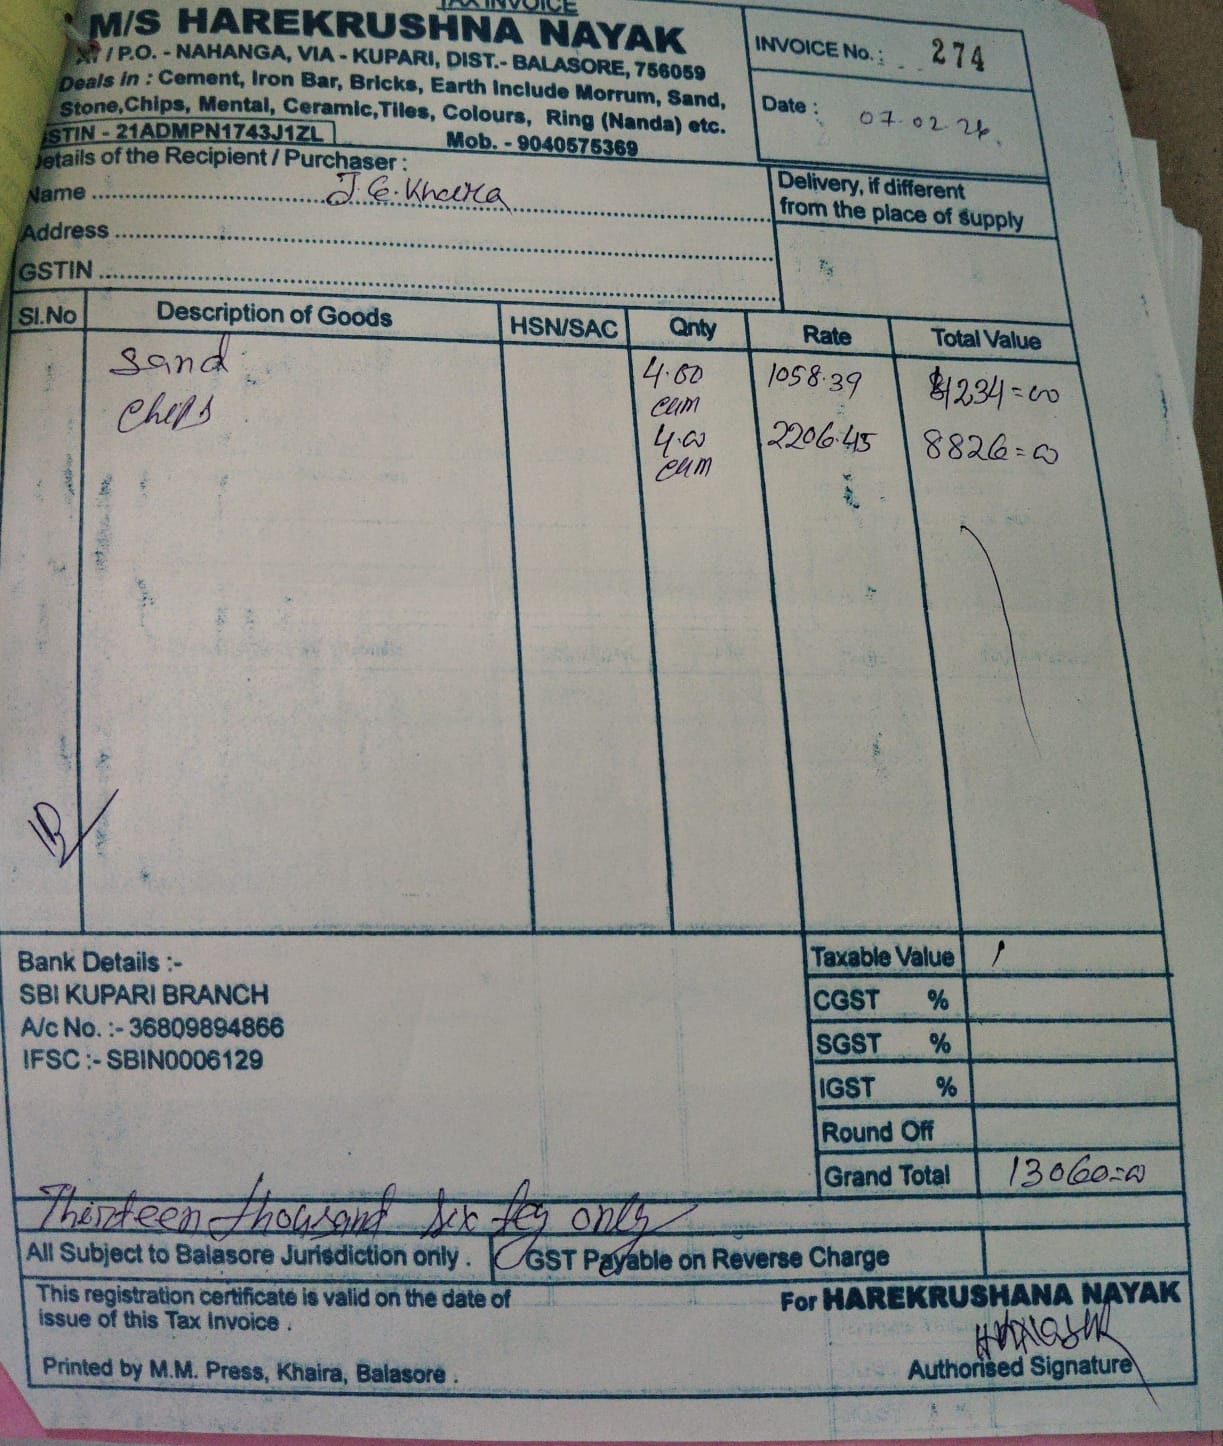 TAX INVOICE
M/S HAREKRUSHNA NAYAK
/ P.O. - NAHANGA, VIA - KUPARI, DIST.- BALASORE, 756059
Deals in : Cement, Iron Bar, Bricks, Earth Include Morrum, Sand,
Stone,Chips, Mental, Ceramic,Tiles, Colours, Ring (Nanda) etc.
GSTIN - 21ADMPN1743J1ZL Mob. - 9040575369
INVOICE No. : 274
Date : 07.02.26.
Details of the Recipient / Purchaser :
Name J.E. Khaira
Address
GSTIN
Delivery, if different
from the place of supply
Sl.No Description of Goods HSN/SAC Qnty Rate Total Value
Sand 4.00 1058.39 4234=00
cum
Chips 4.00 2206.45 8826=00
cum
Bank Details :-
SBI KUPARI BRANCH
A/c No. :- 36809894866
IFSC :- SBIN0006129
Taxable Value
CGST %
SGST %
IGST %
Round Off
Grand Total 13060=00
Thirteen thousand six only
All Subject to Balasore Jurisdiction only . GST Payable on Reverse Charge
This registration certificate is valid on the date of
issue of this Tax Invoice .
For HAREKRUSHANA NAYAK
Authorised Signature
Printed by M.M. Press, Khaira, Balasore .